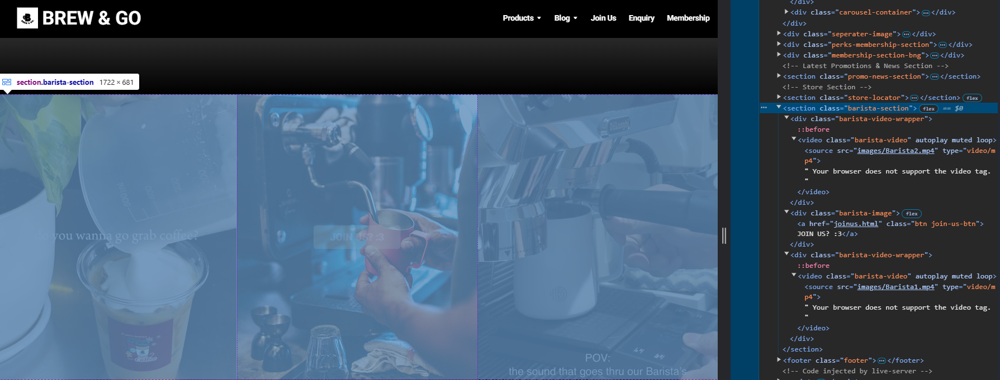 BREW & GO
Products
Blog
Join Us
Enquiry
Membership
section.barista-section 1722 × 681
do you wanna go grab coffee?
JOIN US? :3
DeLonghi
POV:
the sound that goes thru our Barista's
</div>
<div class="carousel-container"> </div>
</div>
<div class="seperater-image"> </div>
<div class="perks-membership-section"> </div>
<div class="membership-section-bng"> </div>
<!-- Latest Promotions & News Section -->
<section class="promo-news-section"> </section>
<!-- Store Section -->
<section class="store-locator"> </section> flex
<section class="barista-section"> flex == $0
<div class="barista-video-wrapper">
::before
<video class="barista-video" autoplay muted loop>
<source src="images/Barista2.mp4" type="video/m
p4">
" Your browser does not support the video tag.
"
</video>
</div>
<div class="barista-image"> flex
<a href="joinus.html" class="btn join-us-btn">
JOIN US? :3</a>
</div>
<div class="barista-video-wrapper">
::before
<video class="barista-video" autoplay muted loop>
<source src="images/Barista1.mp4" type="video/m
p4">
" Your browser does not support the video tag.
"
</video>
</div>
</section>
<footer class="footer"> </footer>
<!-- Code injected by live-server -->